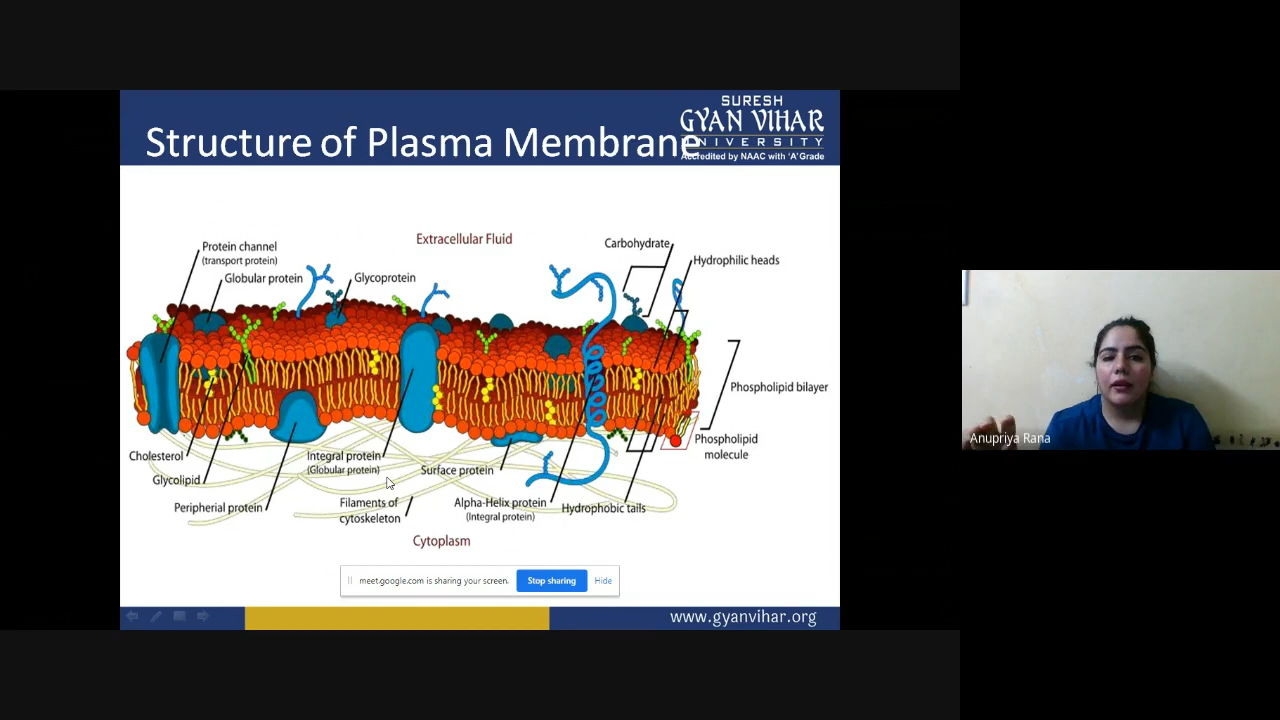 SURESH
GYAN VIHAR
UNIVERSITY
Accredited by NAAC with 'A' Grade
Structure of Plasma Membrane
Extracellular Fluid
Protein channel
(transport protein)
Globular protein
Glycoprotein
Carbohydrate
Hydrophilic heads
Phospholipid bilayer
Phospholipid
molecule
Cholesterol
Glycolipid
Peripherial protein
Integral protein
(Globular protein)
Filaments of
cytoskeleton
Surface protein
Alpha-Helix protein
(Integral protein)
Hydrophobic tails
Cytoplasm
meet.google.com is sharing your screen.
Stop sharing
Hide
www.gyanvihar.org
Anupriya Rana